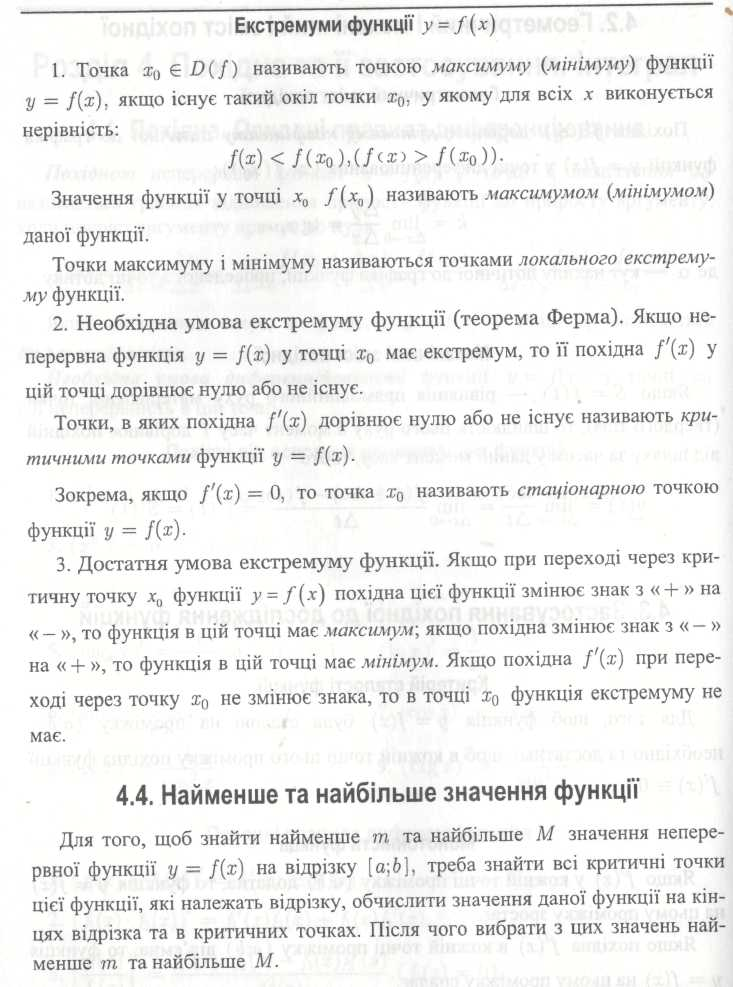 Екстремуми функції y = f(x)
1. Точка x₀ ∈ D(f) називають точкою максимуму (мінімуму) функції
y = f(x), якщо існує такий окіл точки x₀, у якому для всіх x виконується
нерівність:
f(x) < f(x₀), (f(x) > f(x₀)).
Значення функції у точці x₀ f(x₀) називають максимумом (мінімумом)
даної функції.
Точки максимуму і мінімуму називаються точками локального екстрему-
му функції.
2. Необхідна умова екстремуму функції (теорема Ферма). Якщо не-
перервна функція y = f(x) у точці x₀ має екстремум, то її похідна f′(x) у
цій точці дорівнює нулю або не існує.
Точки, в яких похідна f′(x) дорівнює нулю або не існує називають кри-
тичними точками функції y = f(x).
Зокрема, якщо f′(x) = 0, то точка x₀ називають стаціонарною точкою
функції y = f(x).
3. Достатня умова екстремуму функції. Якщо при переході через кри-
тичну точку x₀ функції y = f(x) похідна цієї функції змінює знак з «+» на
«−», то функція в цій точці має максимум; якщо похідна змінює знак з «−»
на «+», то функція в цій точці має мінімум. Якщо похідна f′(x) при пере-
ході через точку x₀ не змінює знака, то в точці x₀ функція екстремуму не
має.
4.4. Найменше та найбільше значення функції
Для того, щоб знайти найменше m та найбільше M значення непере-
рвної функції y = f(x) на відрізку [a;b], треба знайти всі критичні точки
цієї функції, які належать відрізку, обчислити значення даної функції на кін-
цях відрізка та в критичних точках. Після чого вибрати з цих значень най-
менше m та найбільше M.